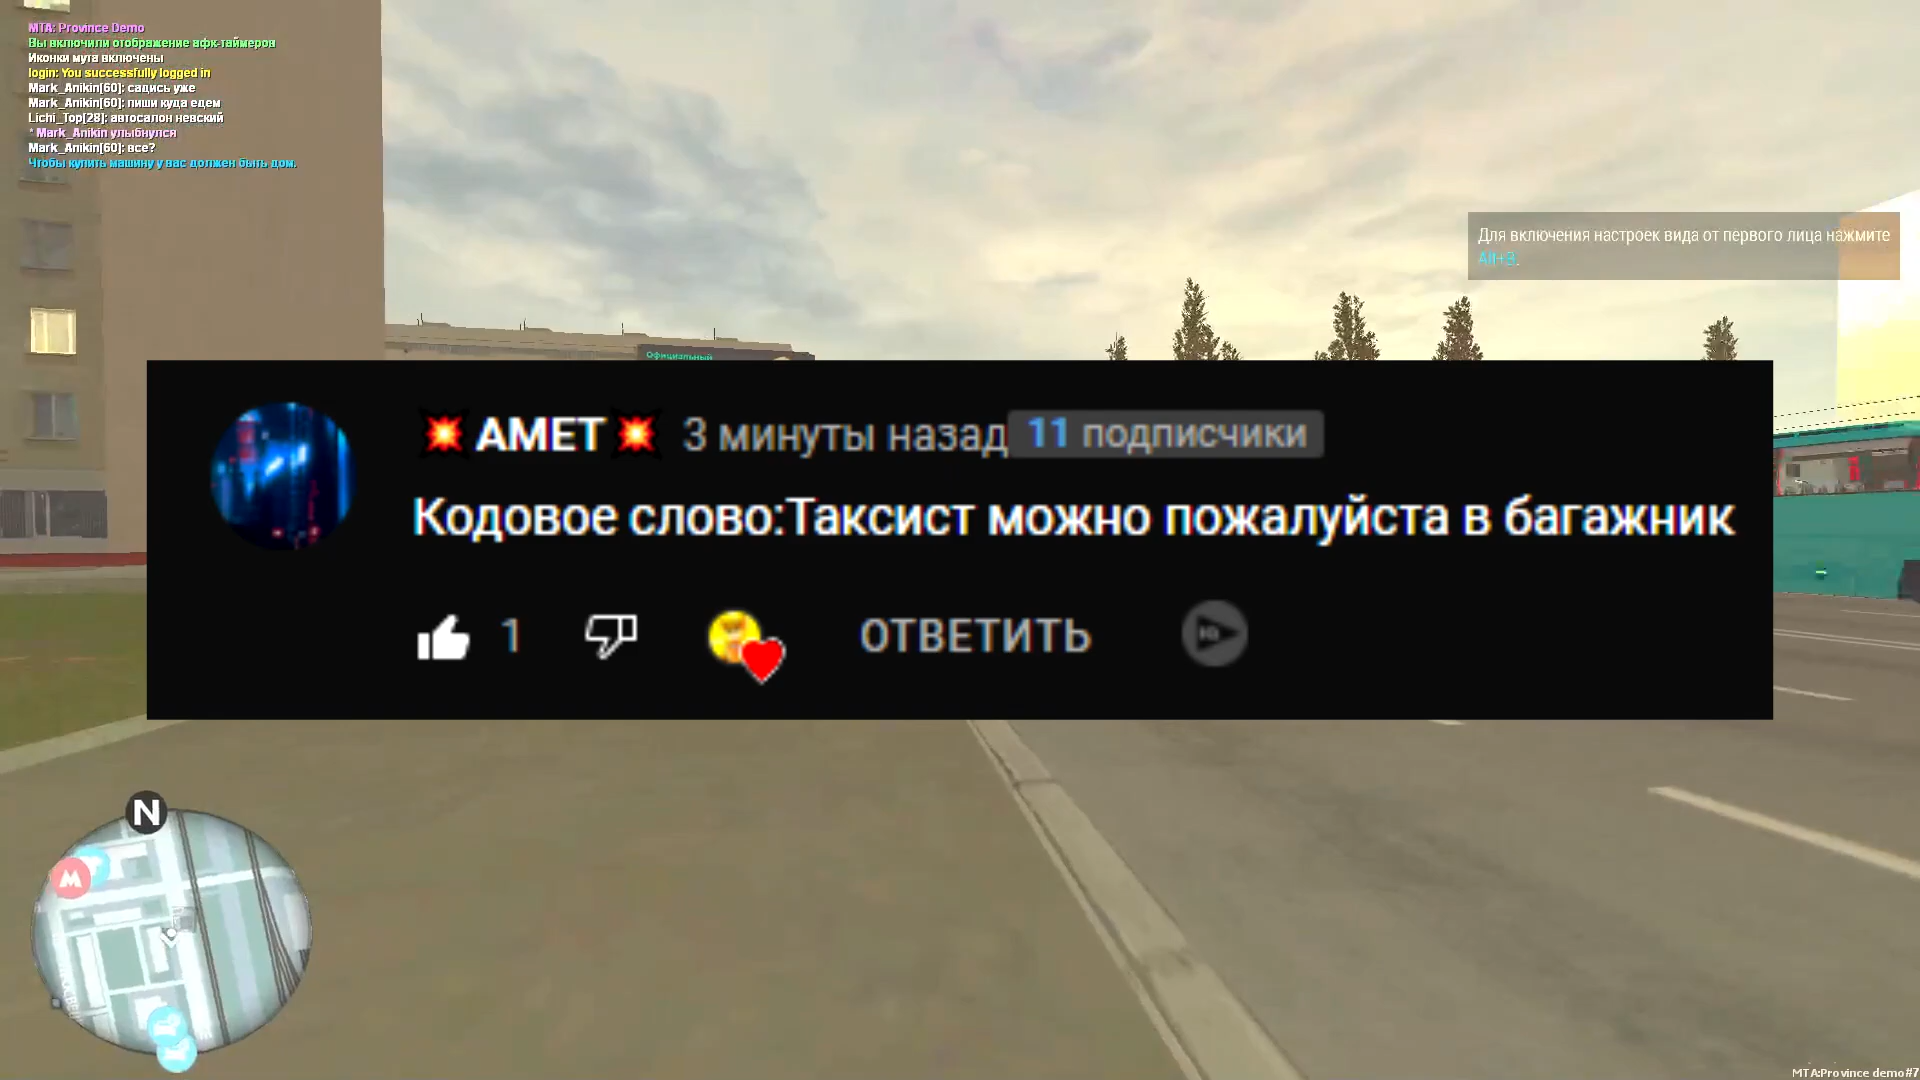 MTA: Province Demo
Вы включили отображение афк-таймеров
Иконки мута включены
login: You successfully logged in
Mark_Anikin[60]: садись уже
Mark_Anikin[60]: пиши куда едем
Lichi_Top[28]: автосалон невский
* Mark_Anikin улыбнулся
Mark_Anikin[60]: все?
Чтобы купить машину у вас должен быть дом.
Для включения настроек вида от первого лица нажмите
Alt+3.
Официальный
АМЕТ 3 минуты назад 11 подписчики
Кодовое слово:Таксист можно пожалуйста в багажник
1 ОТВЕТИТЬ
N
М
MTA:Province demo#7